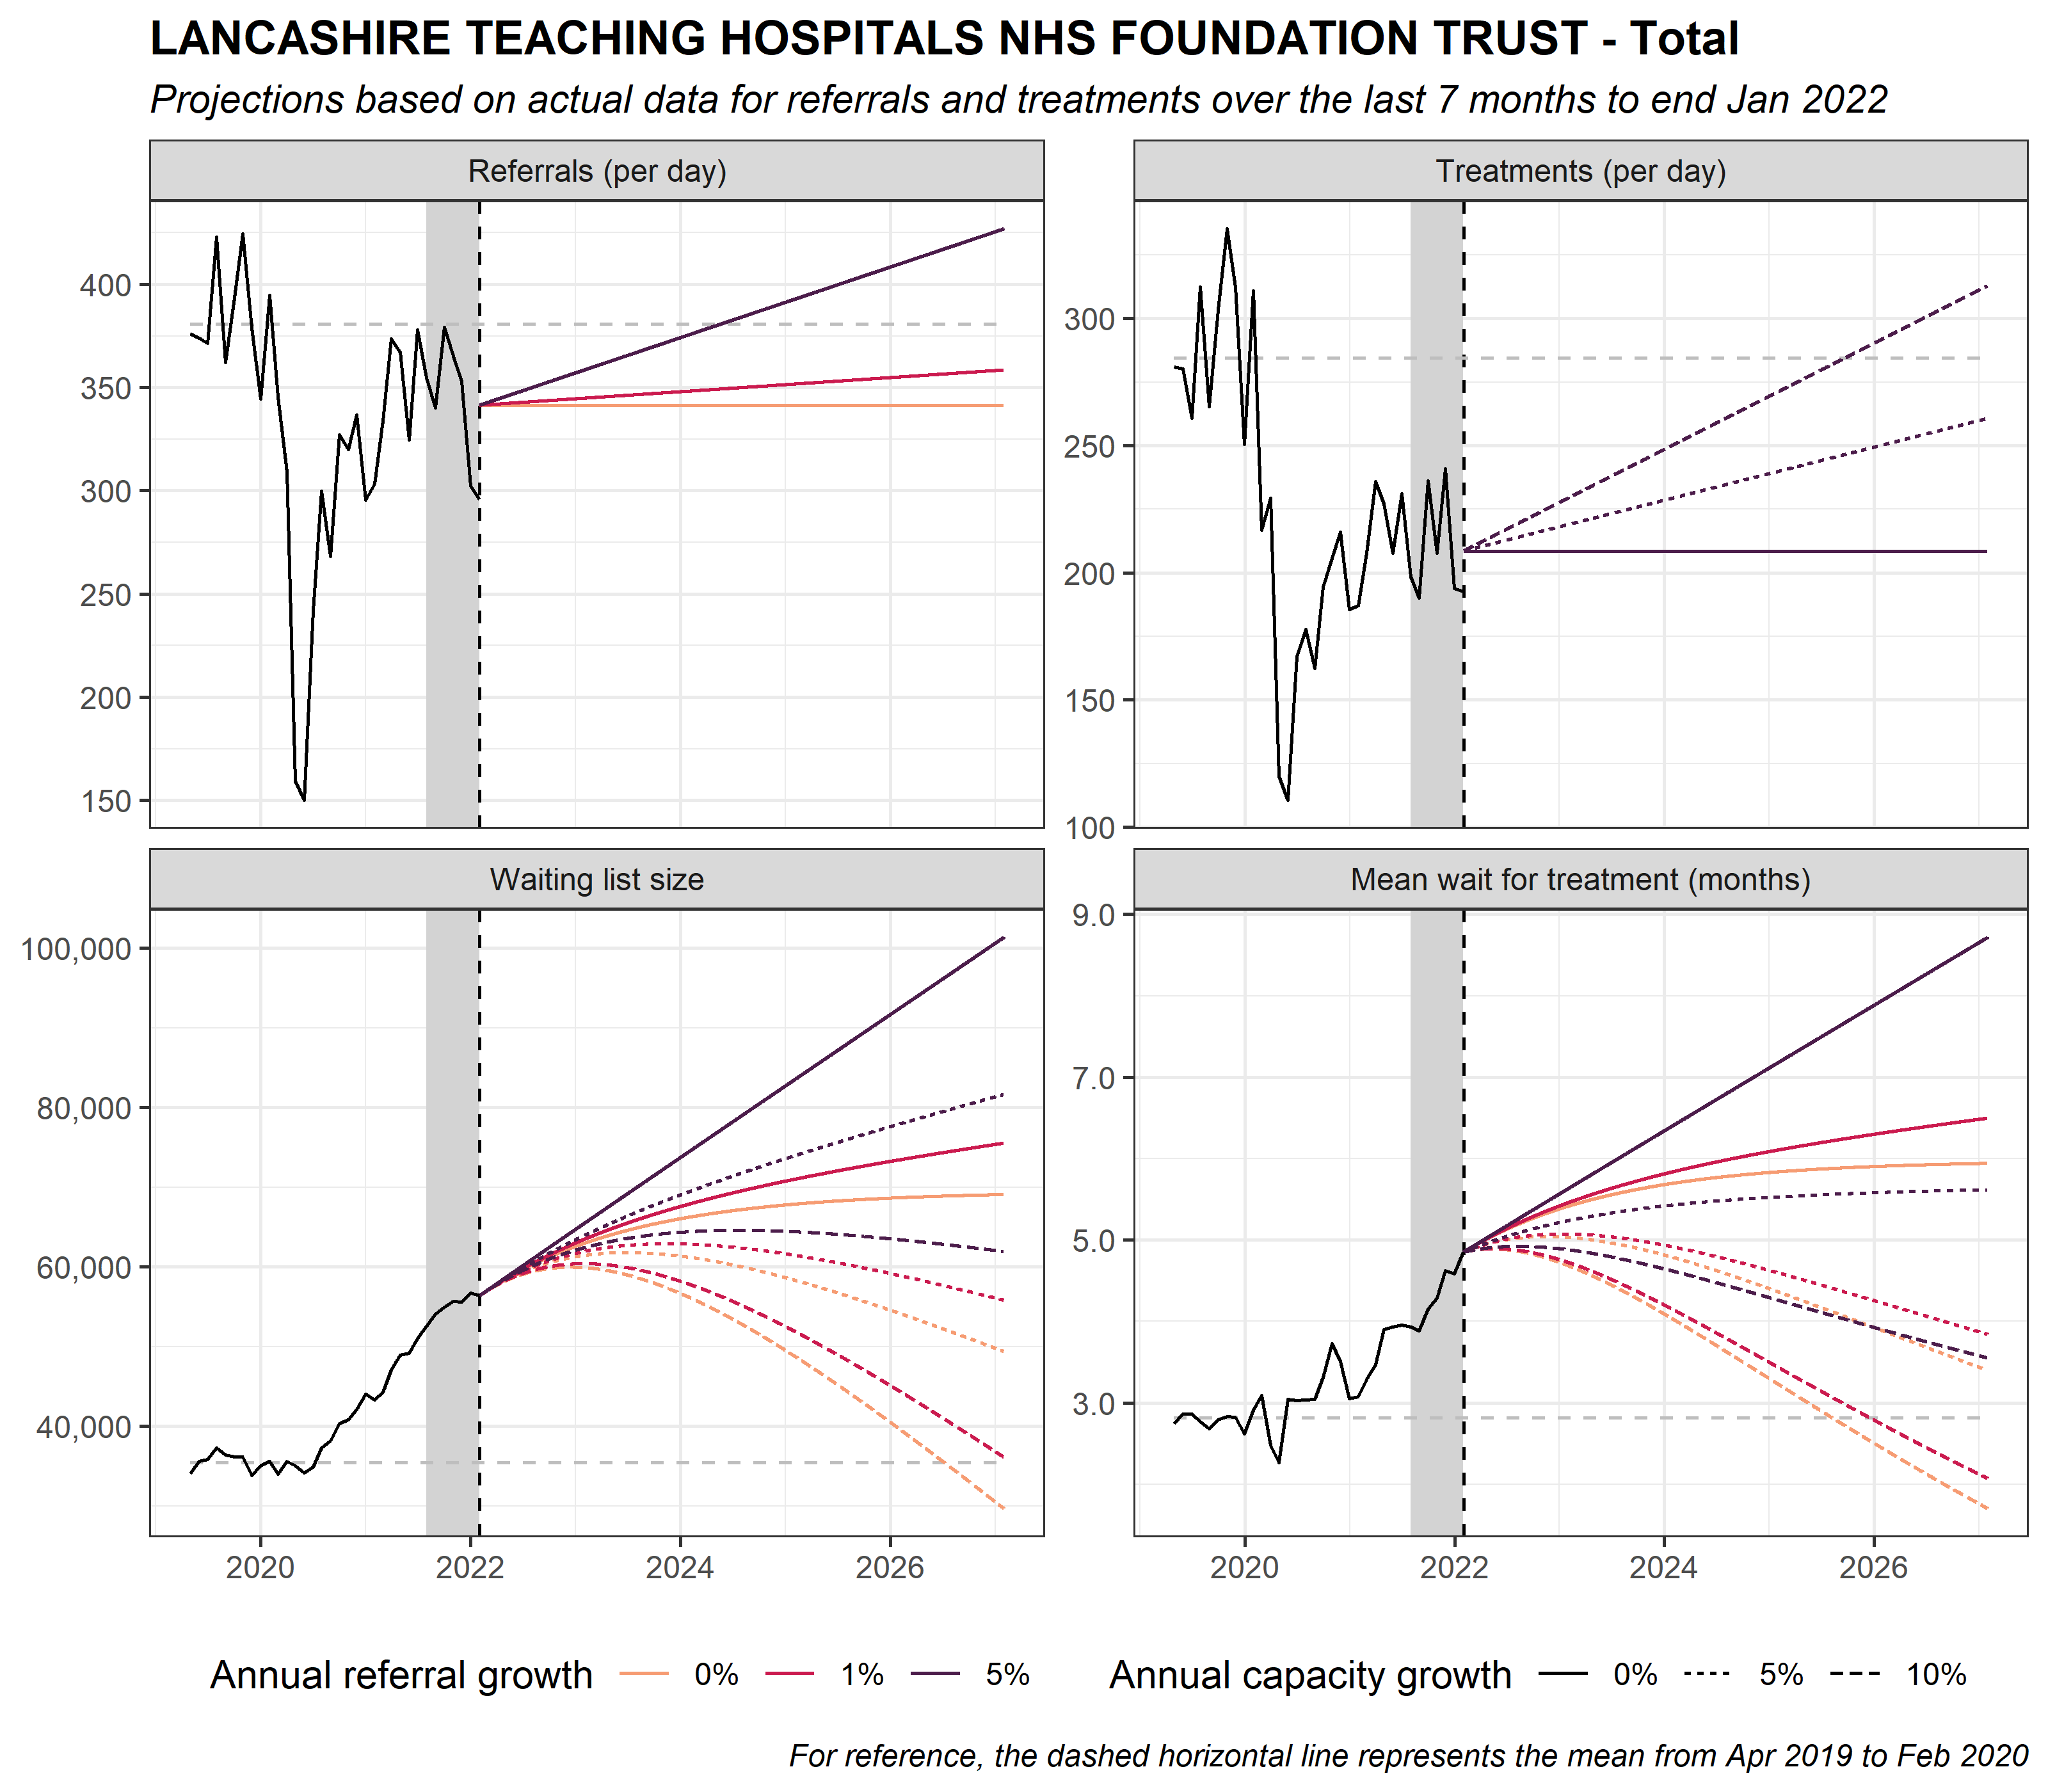 LANCASHIRE TEACHING HOSPITALS NHS FOUNDATION TRUST - Total
Projections based on actual data for referrals and treatments over the last 7 months to end Jan 2022
Referrals (per day)
400
350
300
250
200
150
Treatments (per day)
300
250
200
150
100
Waiting list size
100,000
80,000
60,000
40,000
2020 2022 2024 2026
Mean wait for treatment (months)
9.0
7.0
5.0
3.0
2020 2022 2024 2026
Annual referral growth 0% 1% 5%
Annual capacity growth 0% 5% 10%
For reference, the dashed horizontal line represents the mean from Apr 2019 to Feb 2020